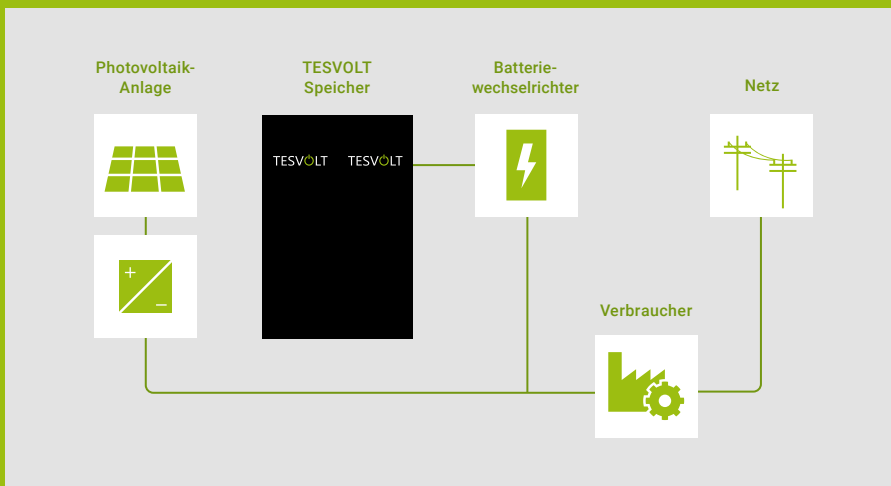 Photovoltaik-
Anlage
TESVOLT
Speicher
Batterie-
wechselrichter
Netz
TESVOLT TESVOLT
Verbraucher